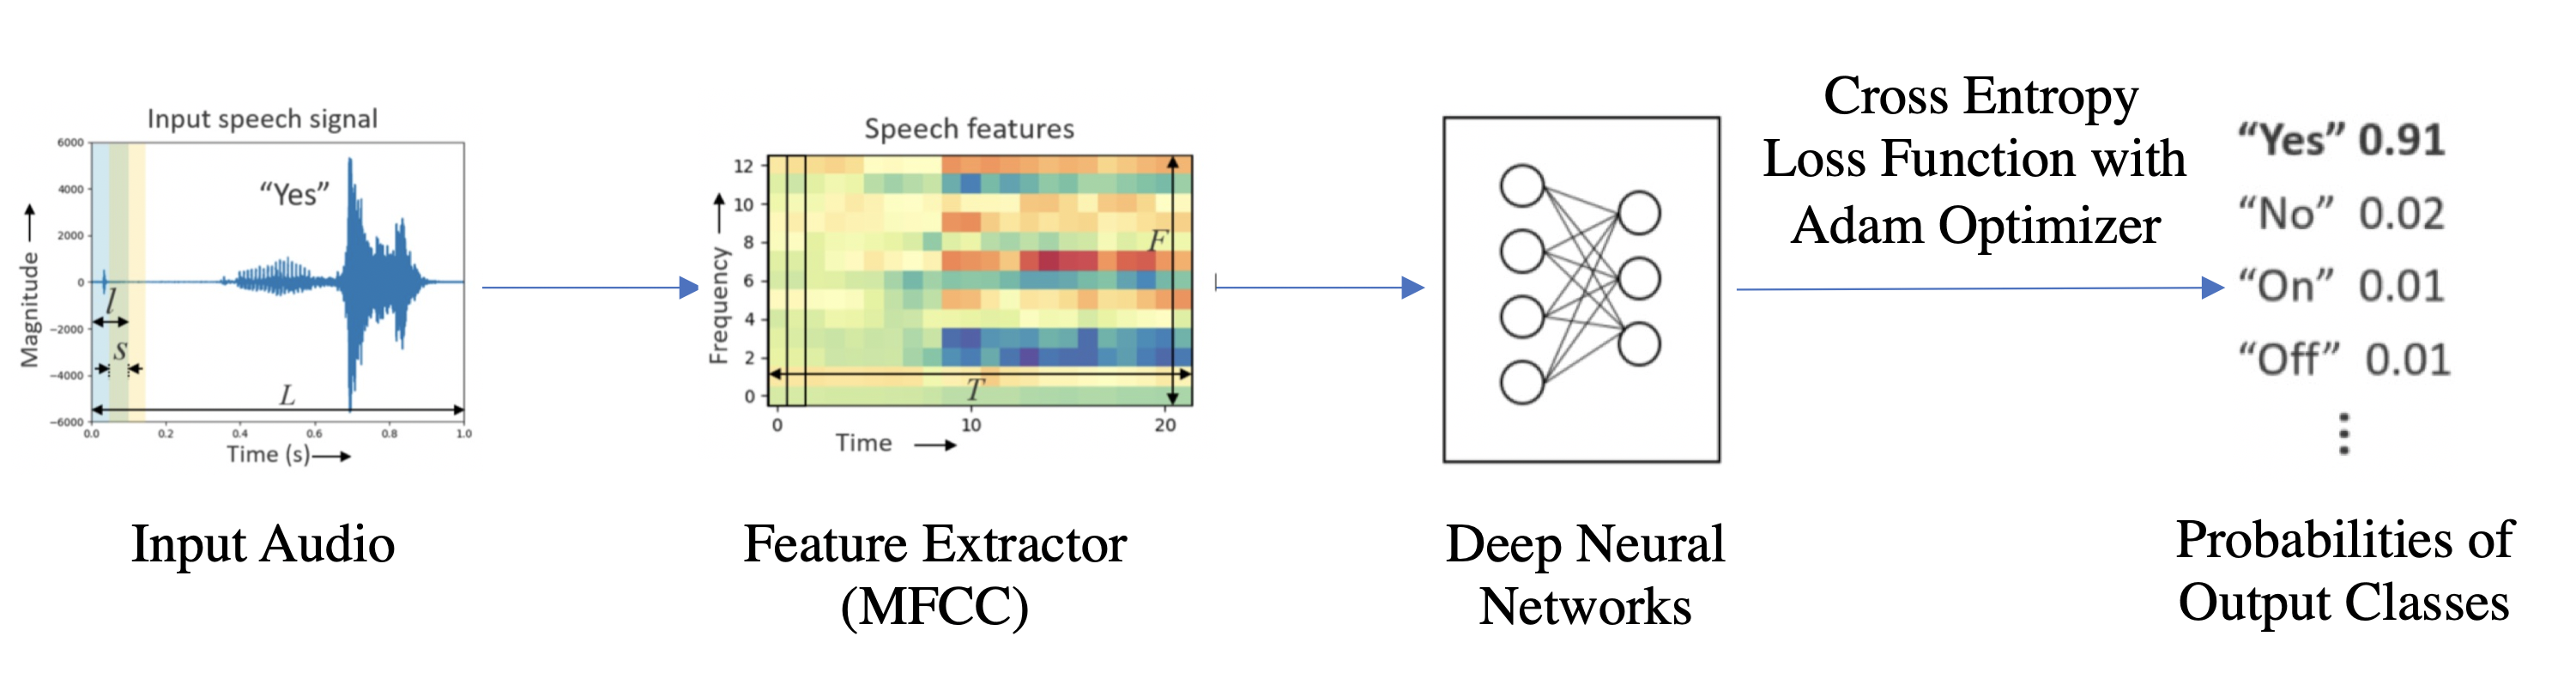 Input speech signal
6000
4000
2000
0
−2000
−4000
−6000
Magnitude
“Yes”
l
s
L
0.0 0.2 0.4 0.6 0.8 1.0
Time (s)
Input Audio
Speech features
12
10
8
6
4
2
0
Frequency
F
T
0 10 20
Time
Feature Extractor
(MFCC)
Deep Neural
Networks
Cross Entropy
Loss Function with
Adam Optimizer
“Yes” 0.91
“No” 0.02
“On” 0.01
“Off” 0.01
Probabilities of
Output Classes